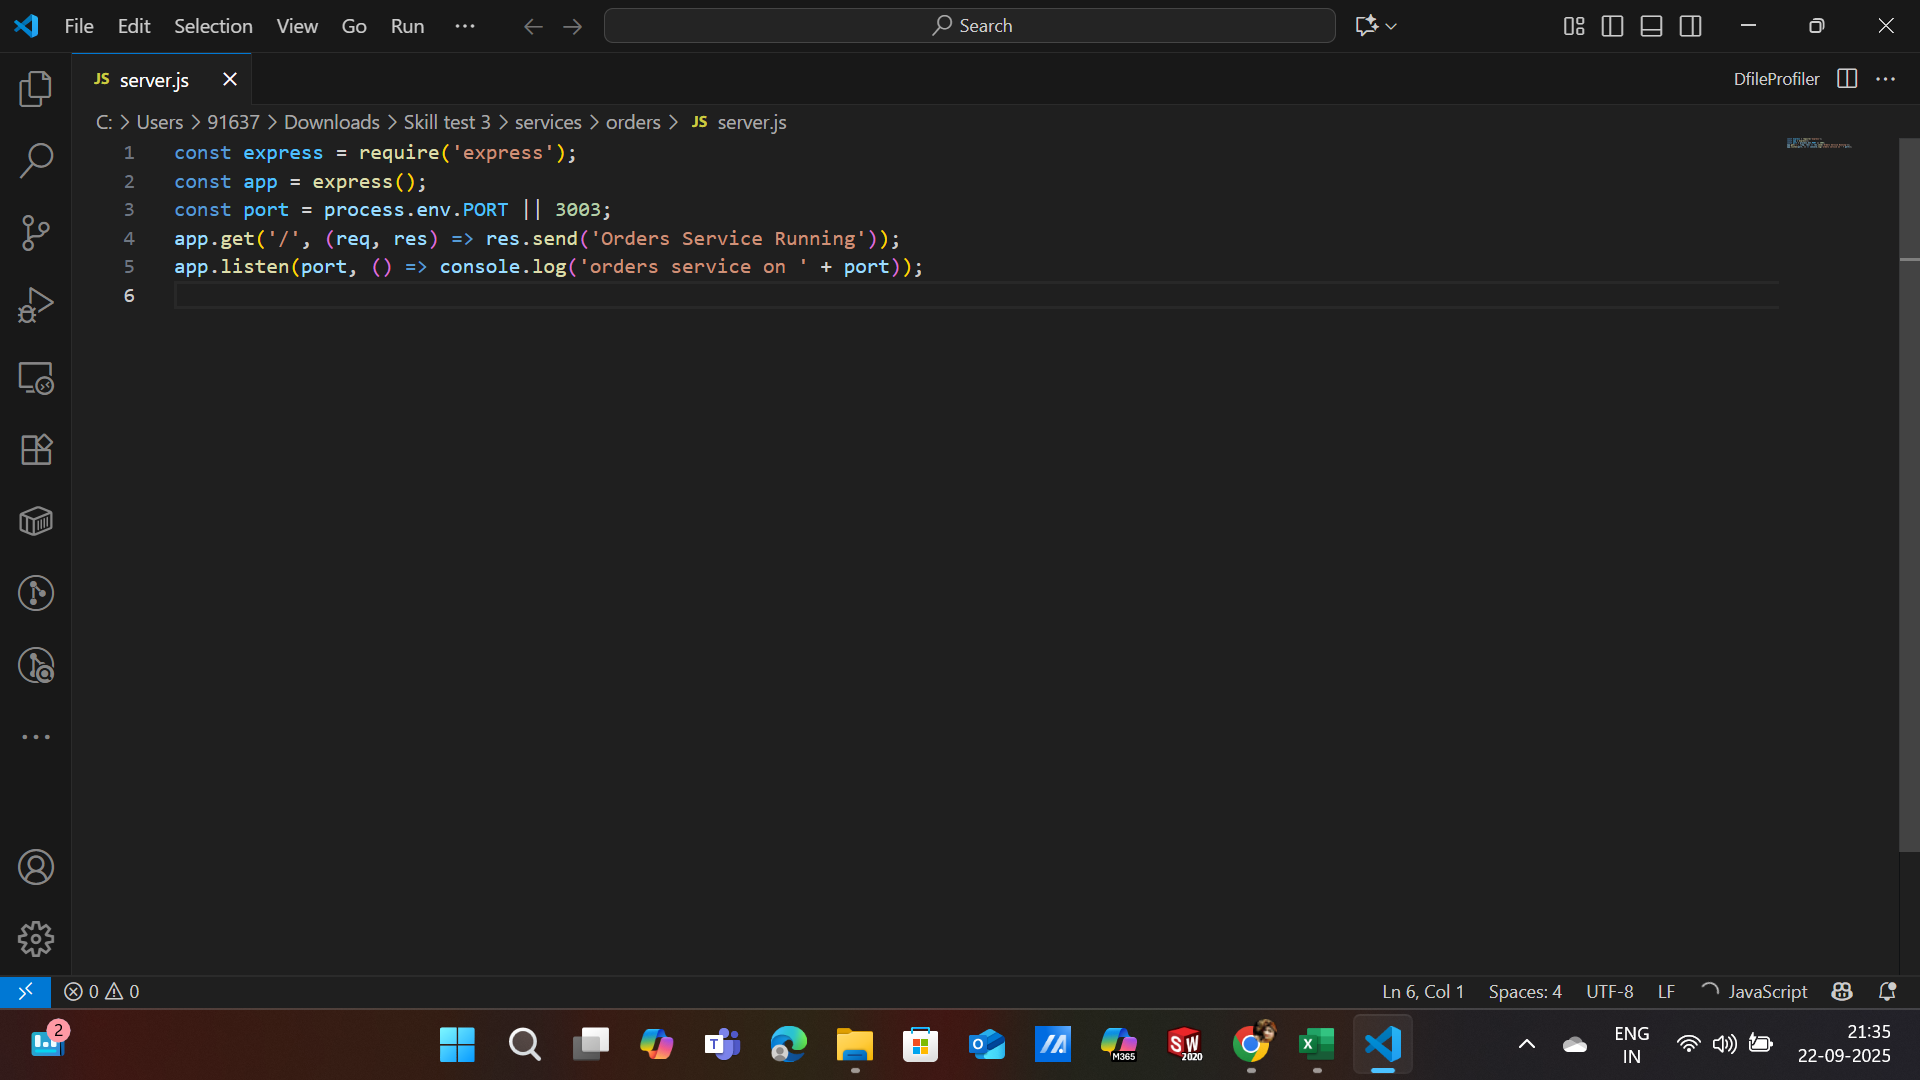 File Edit Selection View Go Run ··· Search
JS server.js DfileProfiler
C: > Users > 91637 > Downloads > Skill test 3 > services > orders > JS server.js
1 const express = require('express');
2 const app = express();
3 const port = process.env.PORT || 3003;
4 app.get('/', (req, res) => res.send('Orders Service Running'));
5 app.listen(port, () => console.log('orders service on ' + port));
6
0 0 Ln 6, Col 1 Spaces: 4 UTF-8 LF JavaScript
2
T
O
M365
SW
2020
X
ENG
IN
21:35
22-09-2025